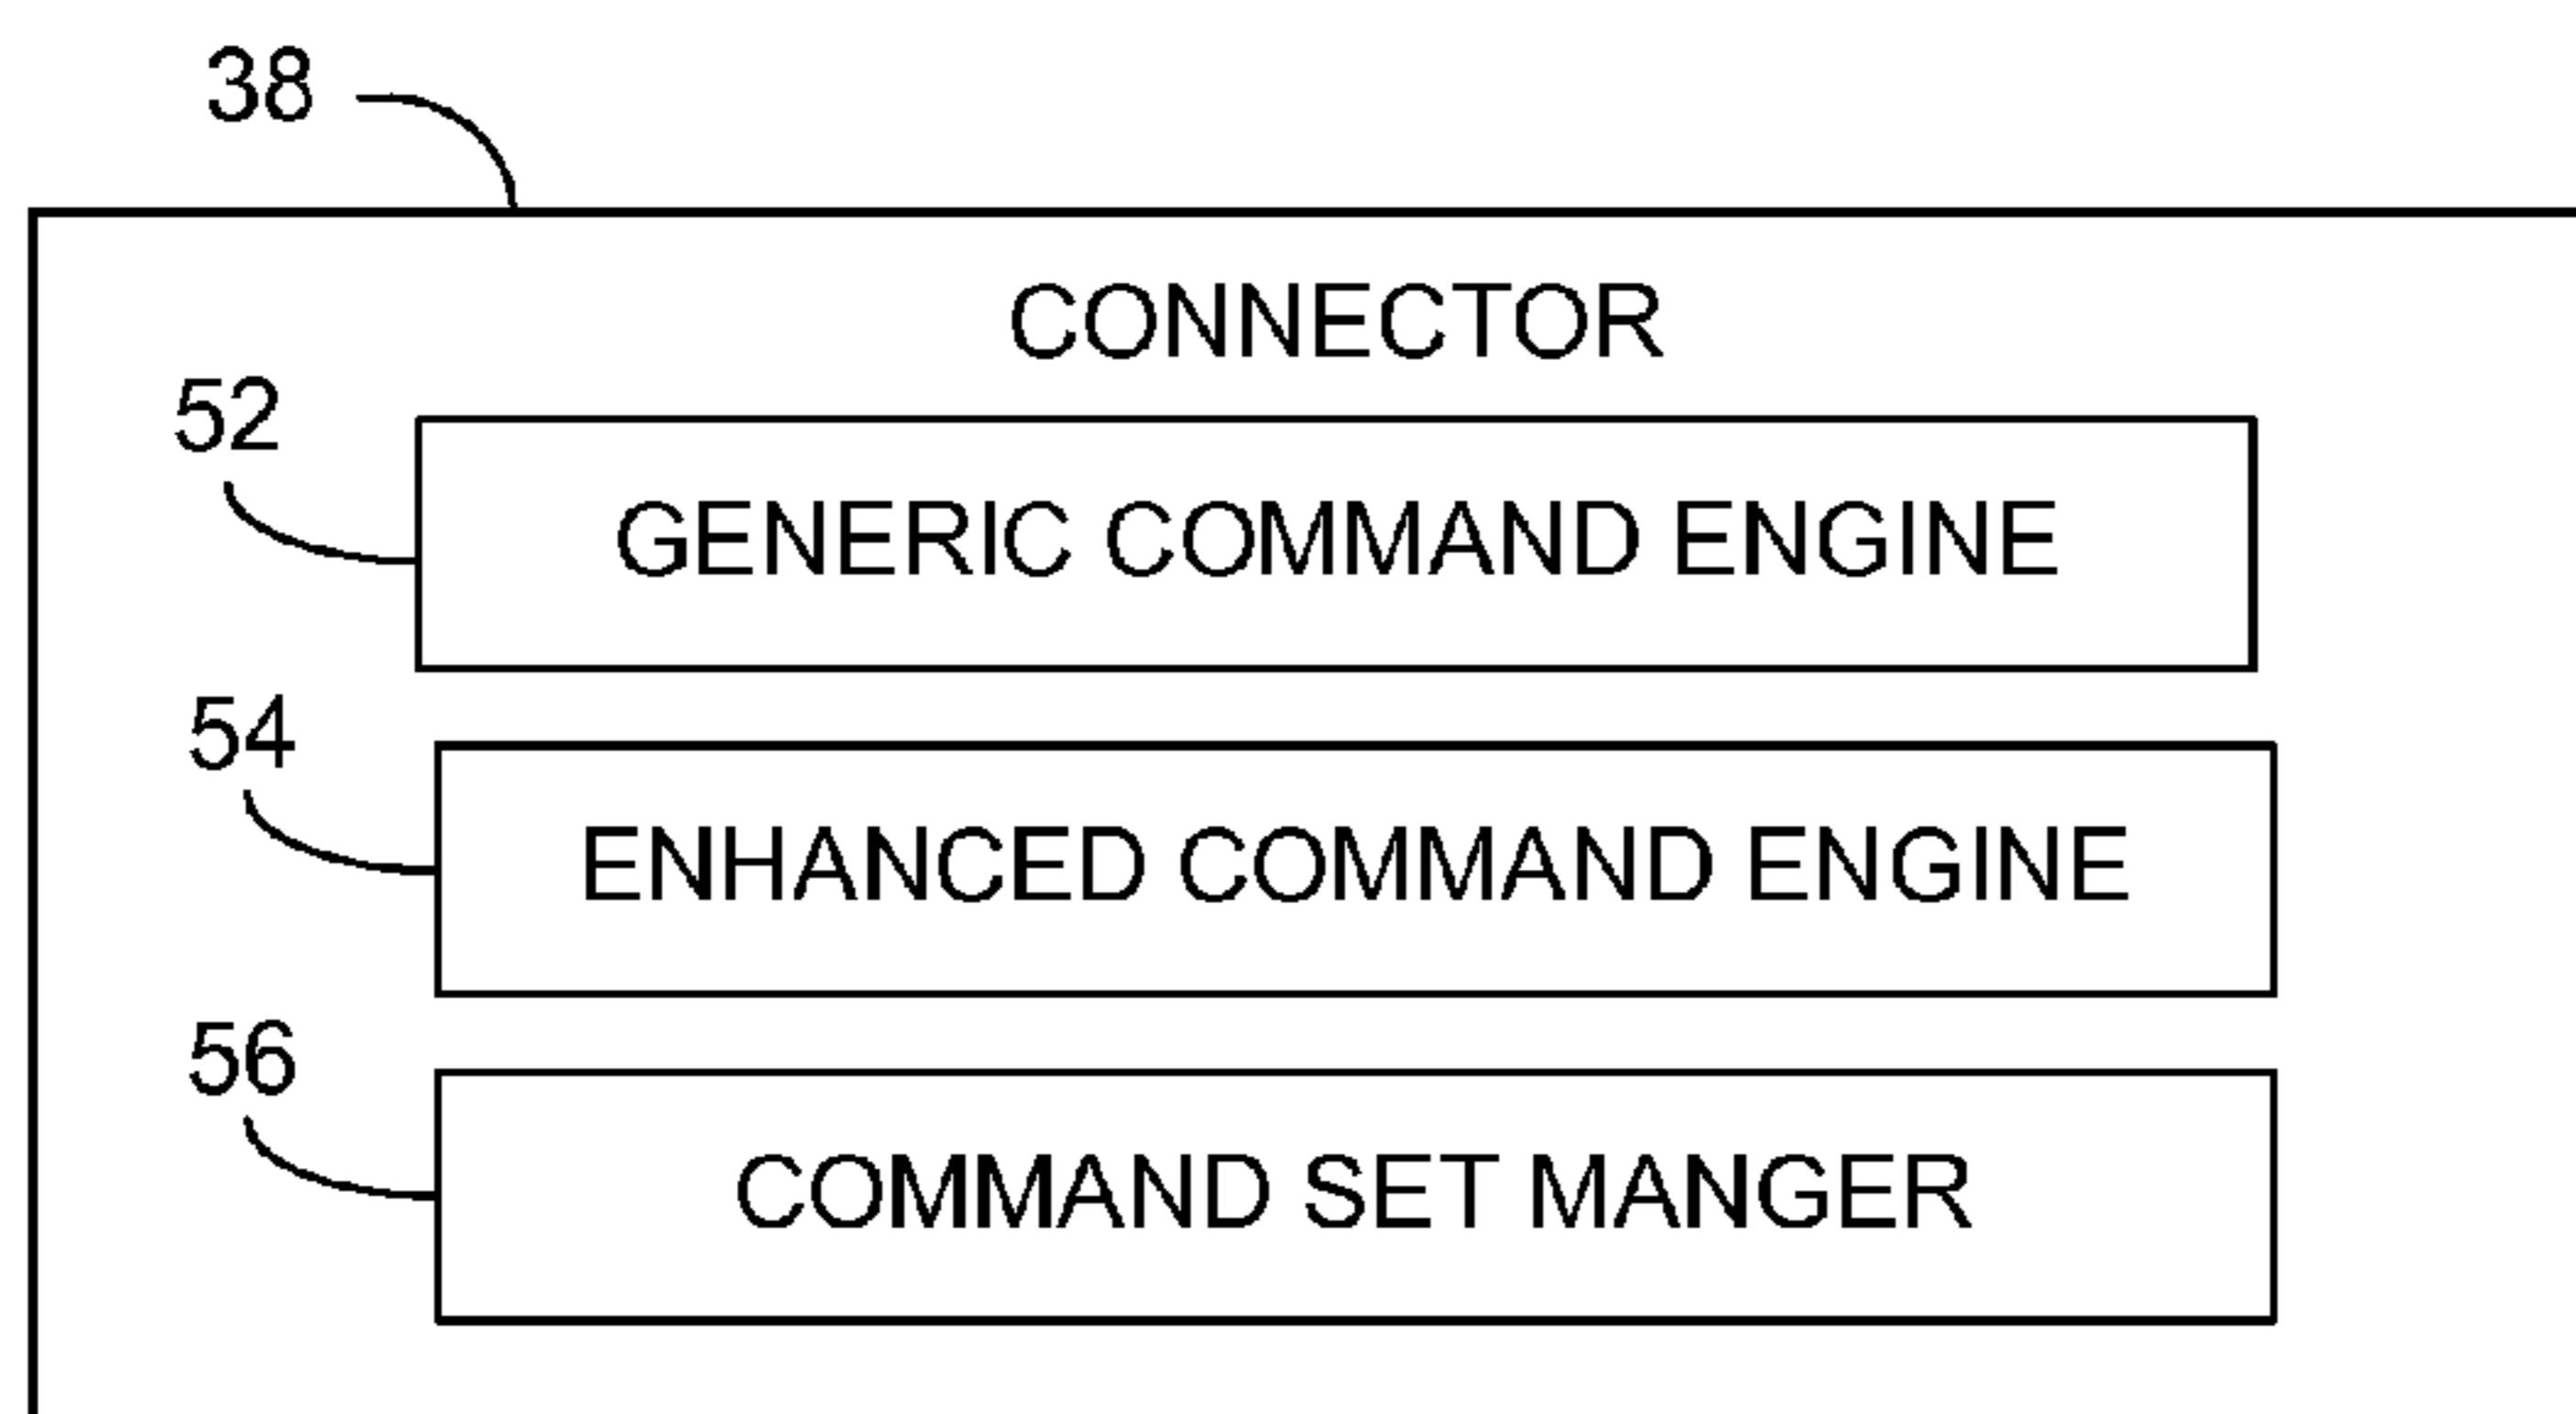 38
CONNECTOR
52
GENERIC COMMAND ENGINE
54
ENHANCED COMMAND ENGINE
56
COMMAND SET MANGER